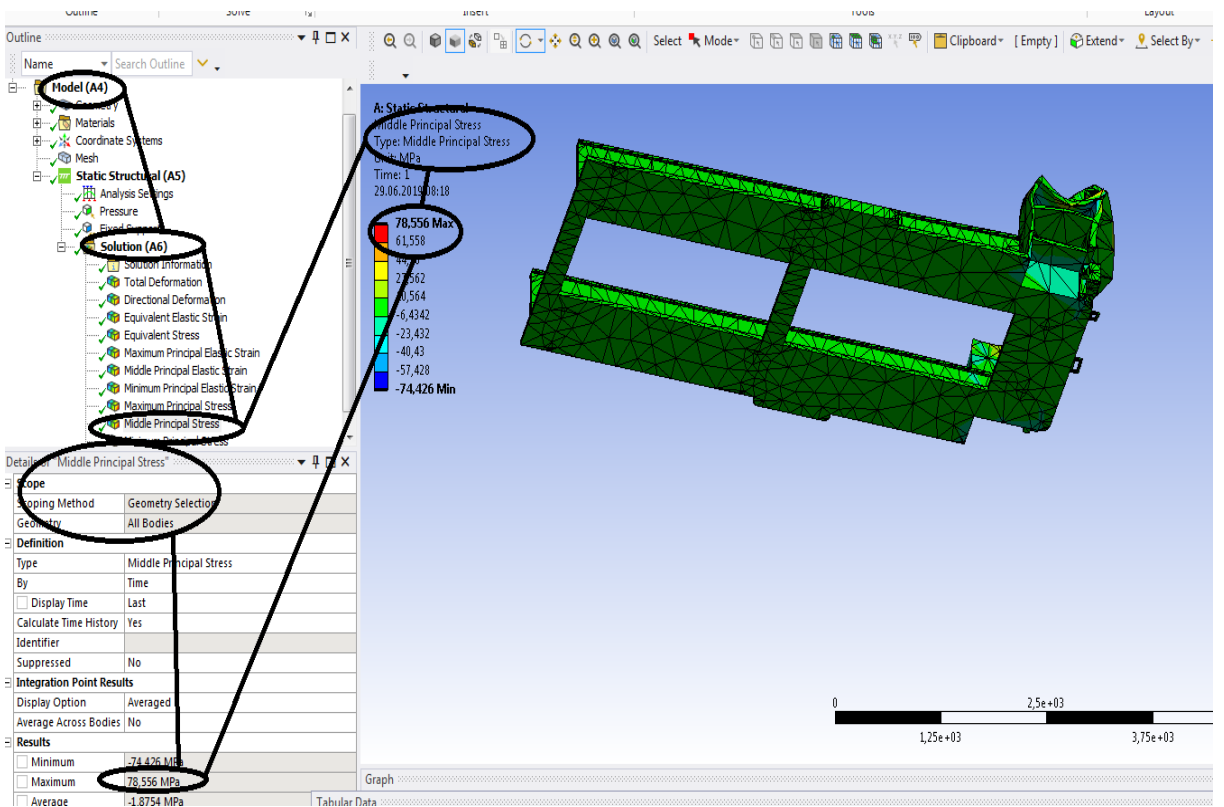 Outline
Solve
Insert
Tools
Layout
Outline
Name
Search Outline
Select
Mode
Clipboard
[ Empty ]
Extend
Select By
Model (A4)
Geometry
Materials
Coordinate Systems
Mesh
Static Structural (A5)
Analysis Settings
Pressure
Fixed Support
Solution (A6)
Solution Information
Total Deformation
Directional Deformation
Equivalent Elastic Strain
Equivalent Stress
Maximum Principal Elastic Strain
Middle Principal Elastic Strain
Minimum Principal Elastic Strain
Maximum Principal Stress
Middle Principal Stress
Minimum Principal Stress
A: Static Structural
Middle Principal Stress
Type: Middle Principal Stress
Unit: MPa
Time: 1
29.06.2019 08:18
78,556 Max
61,558
10,564
-6,4342
-23,432
-40,43
-57,428
-74,426 Min
0
2,5e+03
1,25e+03
3,75e+03
Details of "Middle Principal Stress"
Scope
Scoping Method Geometry Selection
Geometry All Bodies
Definition
Type Middle Principal Stress
By Time
Display Time Last
Calculate Time History Yes
Identifier
Suppressed No
Integration Point Results
Display Option Averaged
Average Across Bodies No
Results
Minimum -74,426 MPa
Maximum 78,556 MPa
Average -1,8754 MPa
Graph
Tabular Data